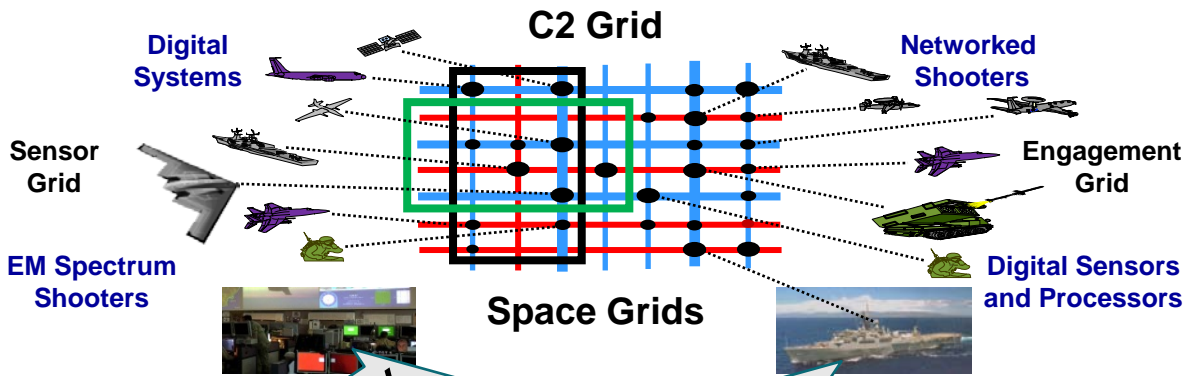 C2 Grid
Digital
Systems
Networked
Shooters
Sensor
Grid
Engagement
Grid
EM Spectrum
Shooters
Digital Sensors
and Processors
Space Grids